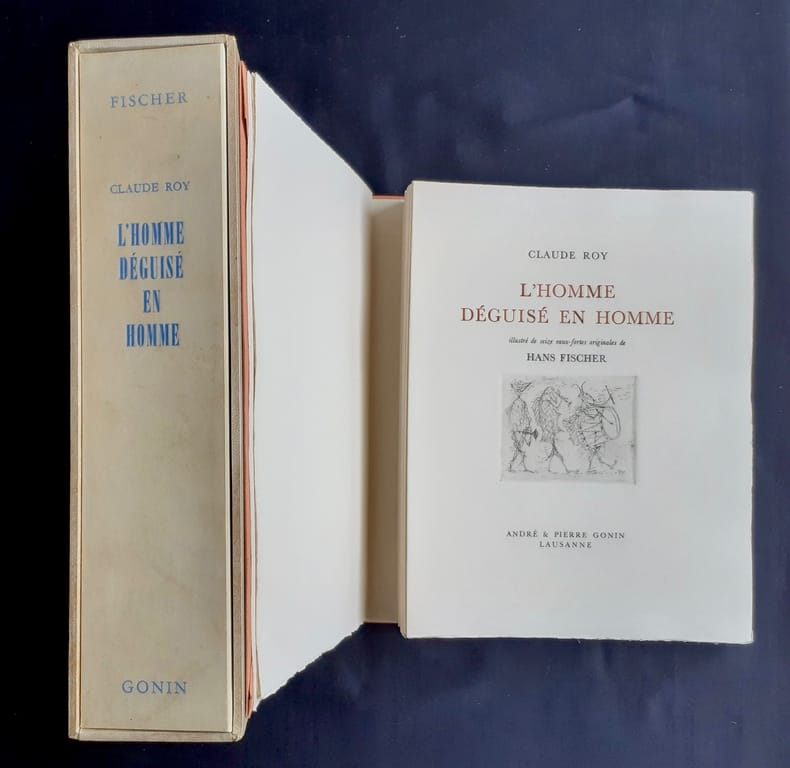 FISCHER
CLAUDE ROY
L'HOMME
DÉGUISÉ
EN
HOMME
GONIN
CLAUDE ROY
L'HOMME
DÉGUISÉ EN HOMME
illustré de seize eaux-fortes originales de
HANS FISCHER
ANDRÉ & PIERRE GONIN
LAUSANNE